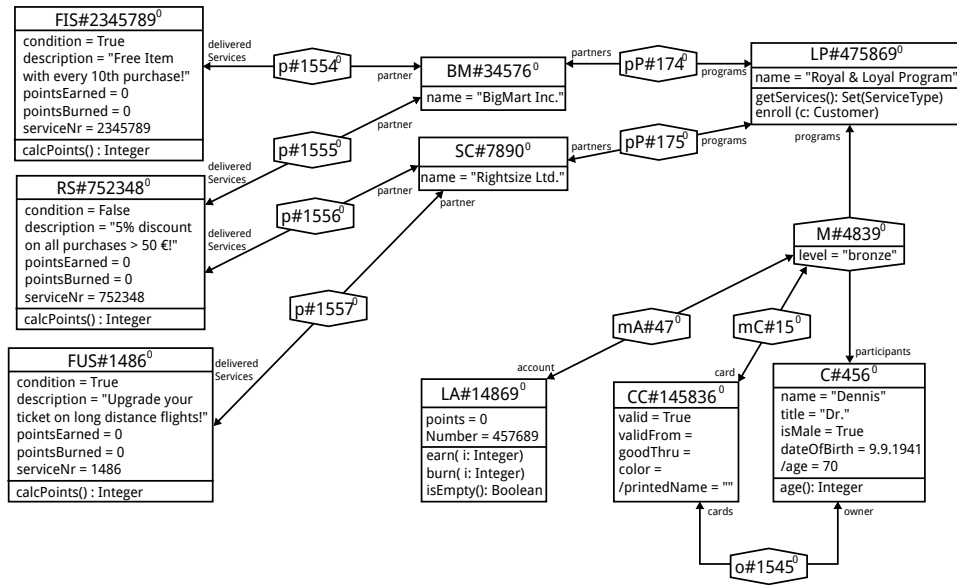 FIS#2345789⁰
condition = True
description = "Free Item
with every 10th purchase!"
pointsEarned = 0
pointsBurned = 0
serviceNr = 2345789
calcPoints() : Integer
delivered
Services
p#1554⁰
partner
BM#34576⁰
name = "BigMart Inc."
partners
pP#174⁰
programs
LP#475869⁰
name = "Royal & Loyal Program"
getServices(): Set(ServiceType)
enroll (c: Customer)
programs
partner
p#1555⁰
delivered
Services
SC#7890⁰
name = "Rightsize Ltd."
partners
pP#175⁰
programs
partner
partner
RS#752348⁰
condition = False
description = "5% discount
on all purchases > 50 €!"
pointsEarned = 0
pointsBurned = 0
serviceNr = 752348
calcPoints() : Integer
delivered
Services
p#1556⁰
M#4839⁰
level = "bronze"
p#1557⁰
mA#47⁰
mC#15⁰
FUS#1486⁰
condition = True
description = "Upgrade your
ticket on long distance flights!"
pointsEarned = 0
pointsBurned = 0
serviceNr = 1486
calcPoints() : Integer
delivered
Services
account
LA#14869⁰
points = 0
Number = 457689
earn( i: Integer)
burn( i: Integer)
isEmpty(): Boolean
card
CC#145836⁰
valid = True
validFrom =
goodThru =
color =
/printedName = ""
participants
C#456⁰
name = "Dennis"
title = "Dr."
isMale = True
dateOfBirth = 9.9.1941
/age = 70
age(): Integer
cards
owner
o#1545⁰